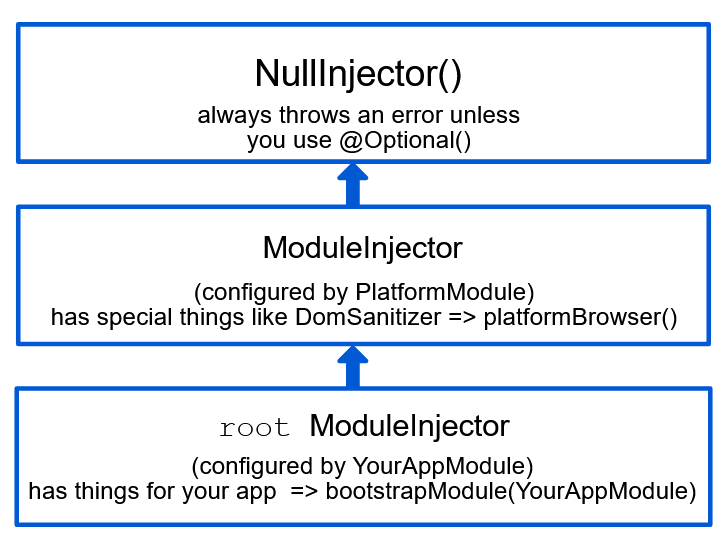 NullInjector()
always throws an error unless
you use @Optional()
ModuleInjector
(configured by PlatformModule)
has special things like DomSanitizer => platformBrowser()
root ModuleInjector
(configured by YourAppModule)
has things for your app => bootstrapModule(YourAppModule)